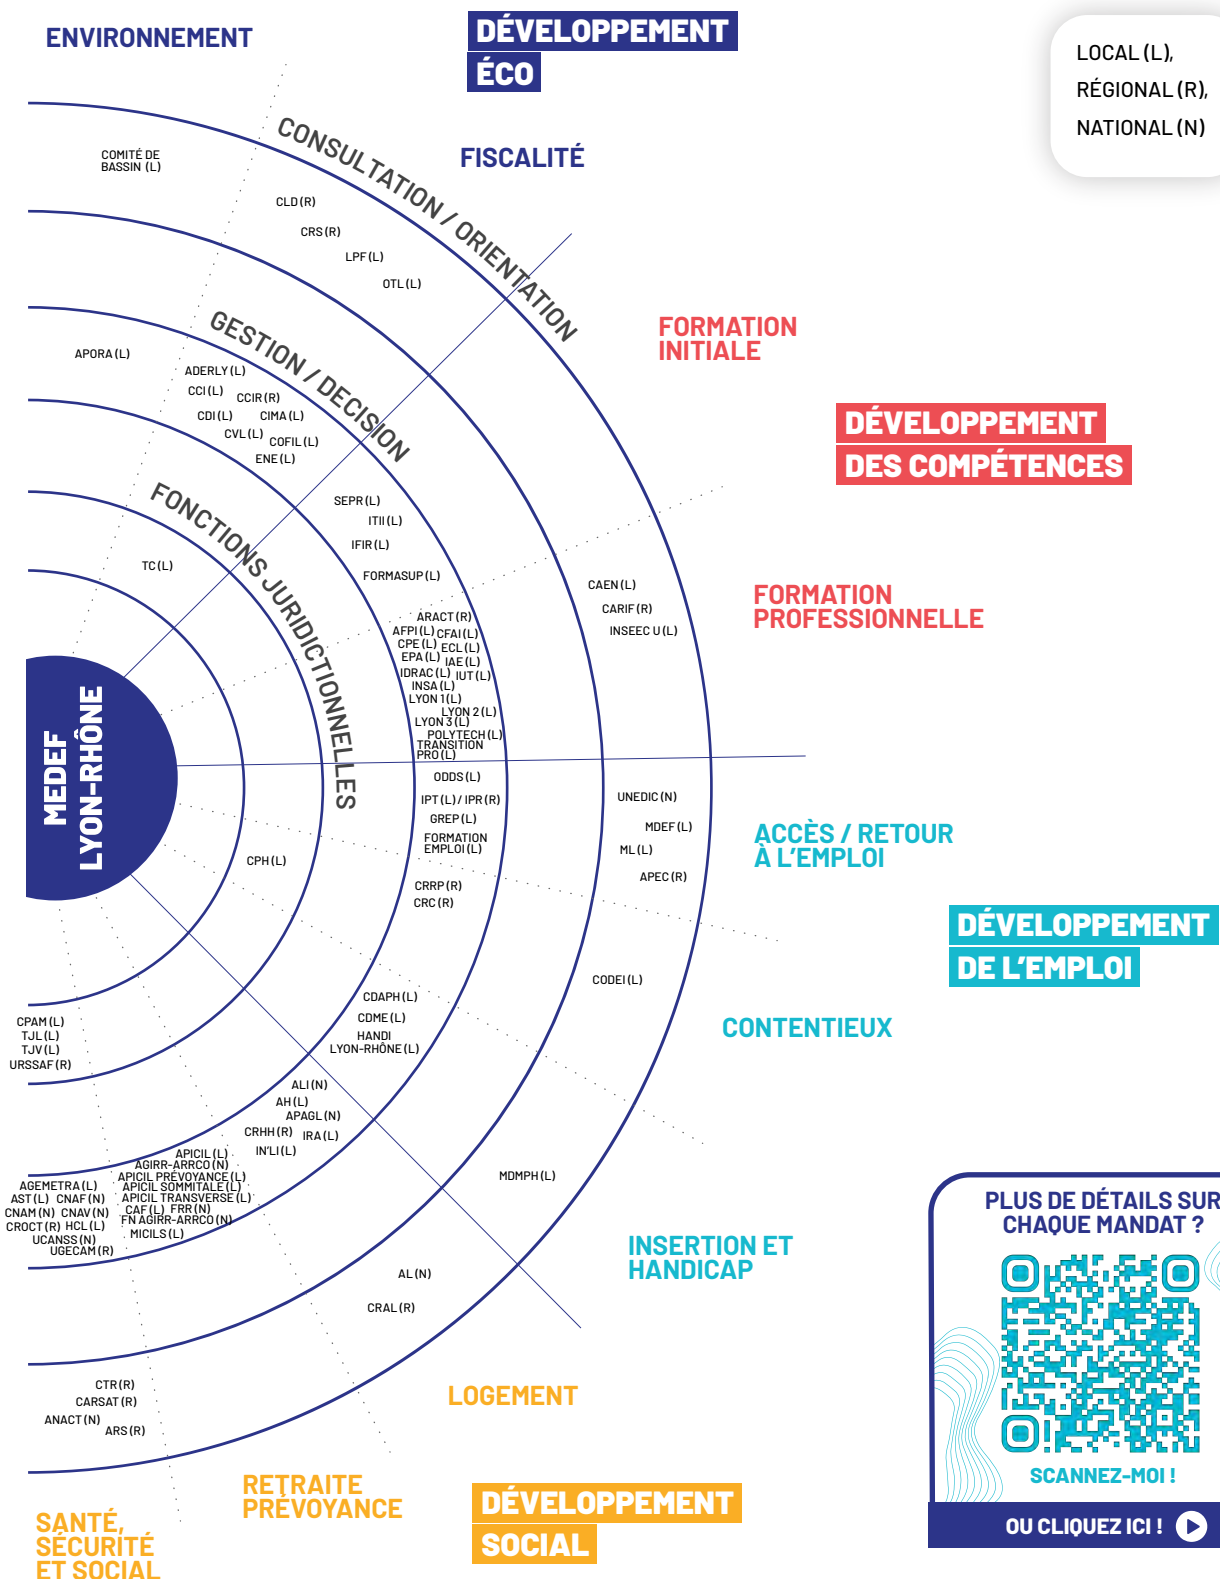 ENVIRONNEMENT
DÉVELOPPEMENT
ÉCO
FISCALITÉ
LOCAL (L),
RÉGIONAL (R),
NATIONAL (N)
CONSULTATION / ORIENTATION
COMITÉ DE
BASSIN (L)
CLD (R)
CRS (R)
LPF (L)
OTL (L)
GESTION / DECISION
APORA (L)
ADERLY (L)
CCI (L)
CCIR (R)
CDI (L)
CIMA (L)
CVL (L)
COFIL (L)
ENE (L)
FONCTIONS JURIDICTIONNELLES
TC (L)
FORMATION
INITIALE
DÉVELOPPEMENT
DES COMPÉTENCES
SEPR (L)
ITII (L)
IFIR (L)
FORMASUP (L)
FORMATION
PROFESSIONNELLE
CAEN (L)
CARIF (R)
INSEEC U (L)
ARACT (R)
AFPI (L) CFAI (L)
CPE (L) ECL (L)
EPA (L) IAE (L)
IDRAC (L) IUT (L)
INSA (L)
LYON 1 (L)
LYON 2 (L)
LYON 3 (L)
POLYTECH (L)
TRANSITION
PRO (L)
MEDEF
LYON-RHÔNE
ODDS (L)
IPT (L) / IPR (R)
GREP (L)
FORMATION
EMPLOI (L)
UNEDIC (N)
MDEF (L)
ML (L)
APEC (R)
ACCÈS / RETOUR
À L'EMPLOI
DÉVELOPPEMENT
DE L'EMPLOI
CPH (L)
CRRP (R)
CRC (R)
CODEI (L)
CONTENTIEUX
CDAPH (L)
CDME (L)
HANDI
LYON-RHÔNE (L)
MDMPH (L)
INSERTION ET
HANDICAP
CPAM (L)
TJL (L)
TJV (L)
URSSAF (R)
ALI (N)
AH (L)
APAGL (N)
CRHH (R) IRA (L)
IN'LI (L)
APICIL (L)
AGIRR-ARRCO (N)
APICIL PRÉVOYANCE (L)
APICIL SOMMITALE (L)
APICIL TRANSVERSE (L)
CAF (L) FRR (N)
FN AGIRR-ARRCO (N)
MICILS (L)
AGEMETRA (L)
AST (L) CNAF (N)
CNAM (N) CNAV (N)
CROCT (R) HCL (L)
UCANSS (N)
UGECAM (R)
AL (N)
CRAL (R)
LOGEMENT
CTR (R)
CARSAT (R)
ANACT (N)
ARS (R)
RETRAITE
PRÉVOYANCE
DÉVELOPPEMENT
SOCIAL
SANTÉ,
SÉCURITÉ
ET SOCIAL
PLUS DE DÉTAILS SUR
CHAQUE MANDAT ?
SCANNEZ-MOI !
OU CLIQUEZ ICI !